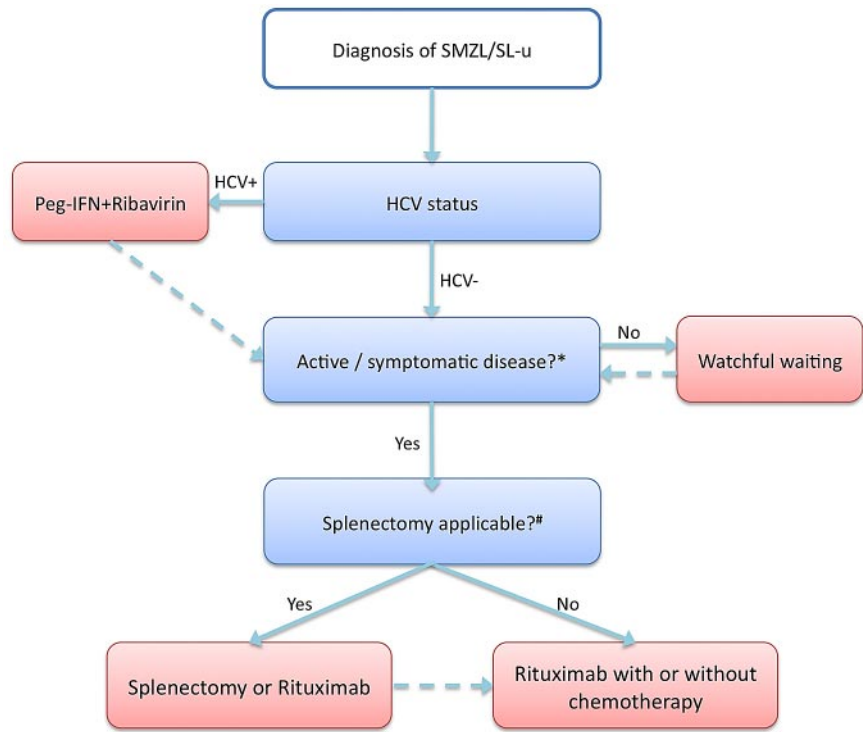 Diagnosis of SMZL/SL-u
HCV+
Peg-IFN+Ribavirin
HCV status
HCV-
No
Active / symptomatic disease?*
Watchful waiting
Yes
Splenectomy applicable?#
Yes
No
Splenectomy or Rituximab
Rituximab with or without
chemotherapy